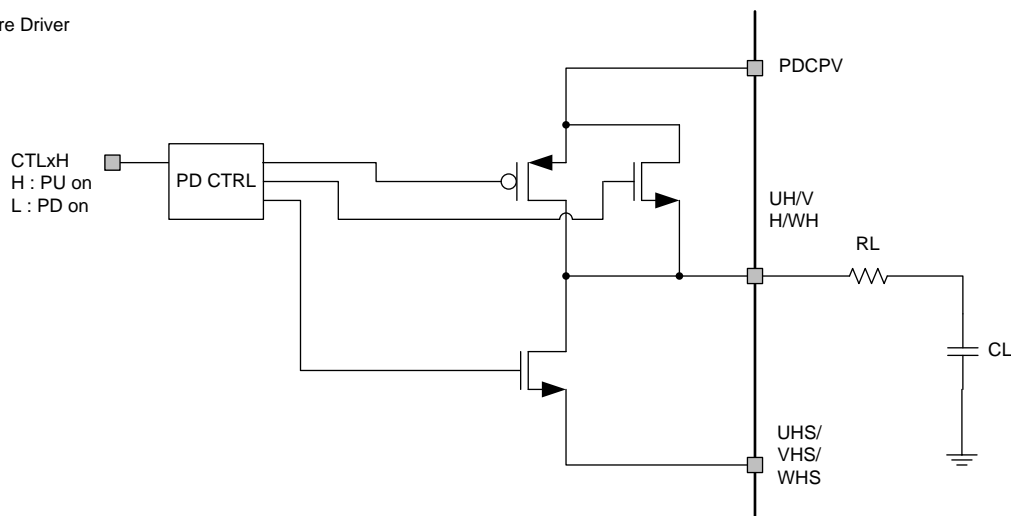 re Driver
PDCPV
CTLxH
H : PU on
L : PD on
PD CTRL
UH/V
H/WH
RL
CL
UHS/
VHS/
WHS